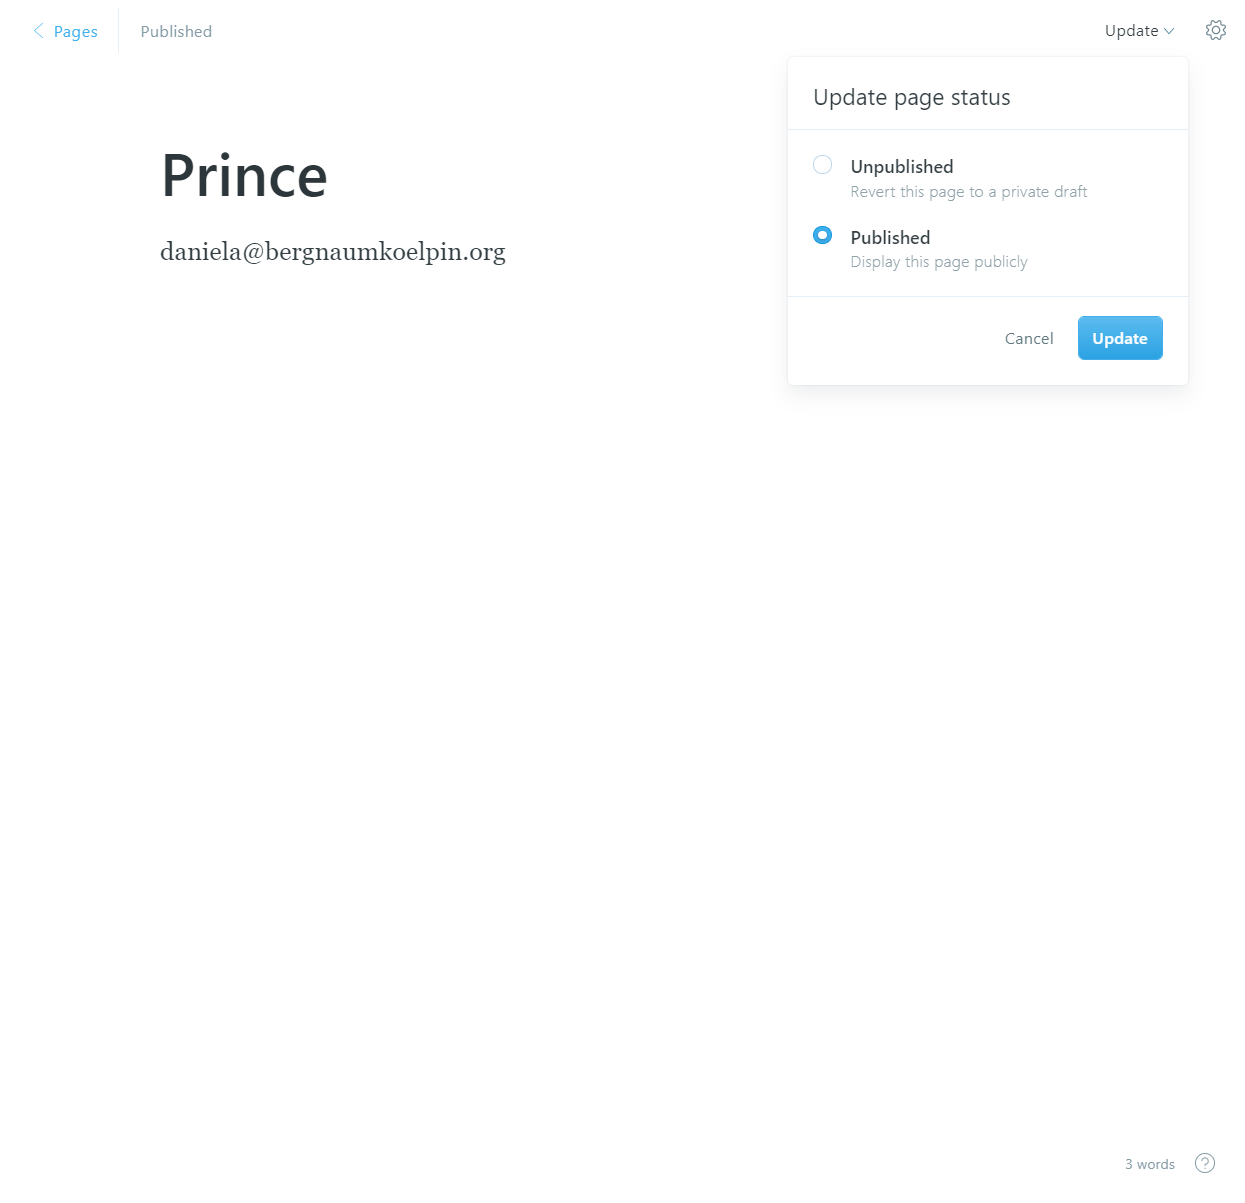 Pages
Published
Update
Update page status
Unpublished
Revert this page to a private draft
Published
Display this page publicly
Cancel
Update
Prince
daniela@bergnaumkoelpin.org
3 words
?